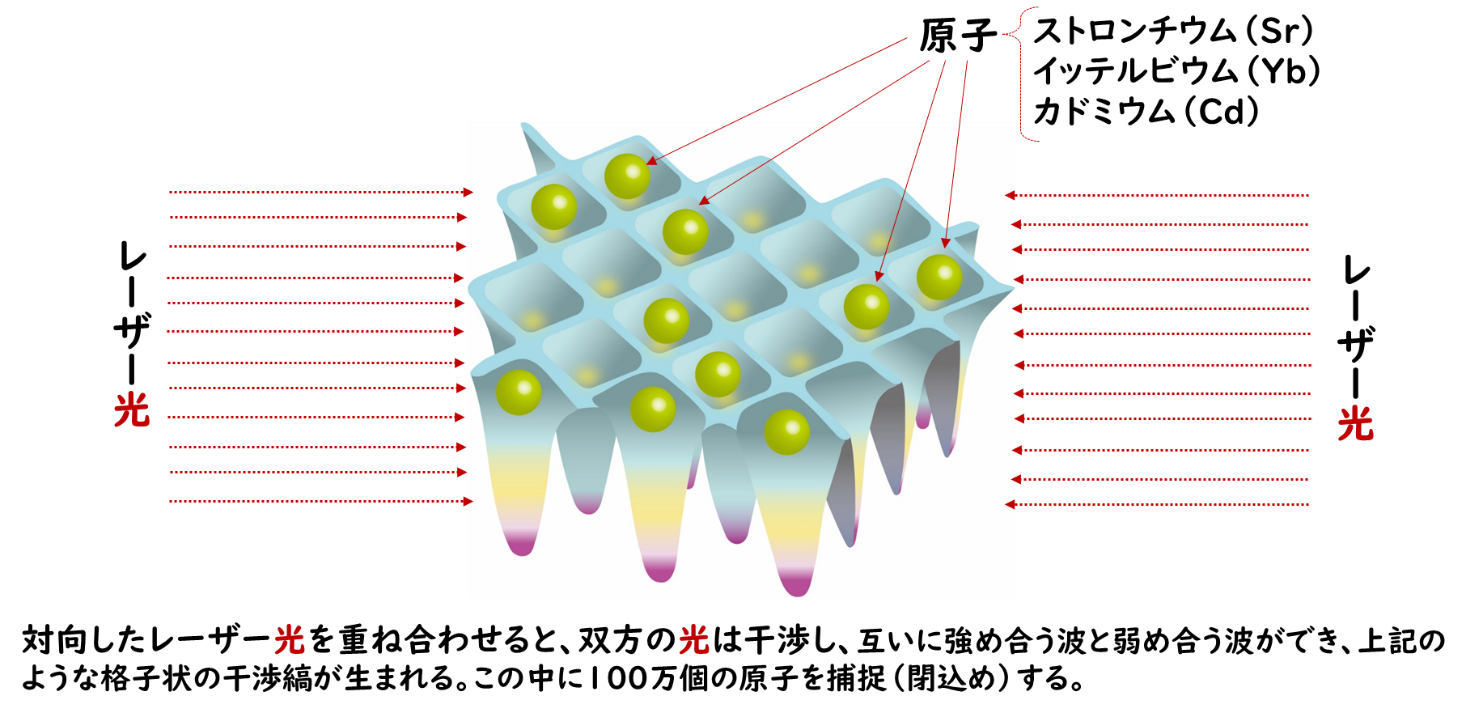 原子
ストロンチウム（Sr）
イッテルビウム（Yb）
カドミウム（Cd）
レーザー光
レーザー光
対向したレーザー光を重ね合わせると、双方の光は干渉し、互いに強め合う波と弱め合う波ができ、上記の
ような格子状の干渉縞が生まれる。この中に100万個の原子を捕捉（閉込め）する。